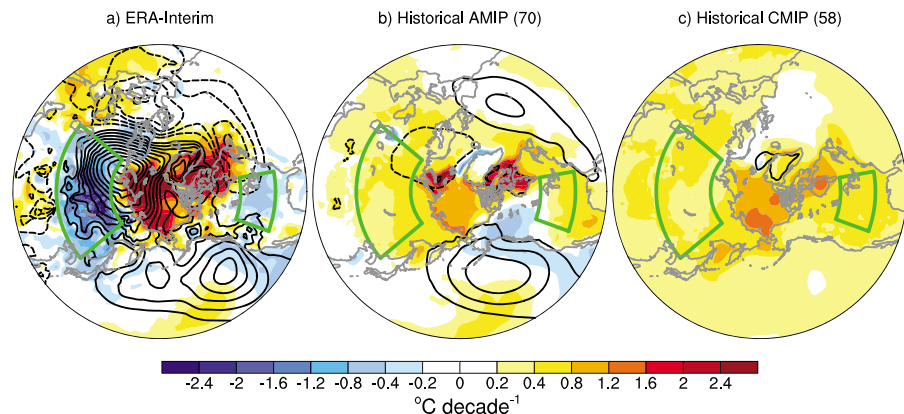 a) ERA-Interim b) Historical AMIP (70) c) Historical CMIP (58)
-2.4 -2 -1.6 -1.2 -0.8 -0.4 -0.2 0 0.2 0.4 0.8 1.2 1.6 2 2.4
°C decade⁻¹